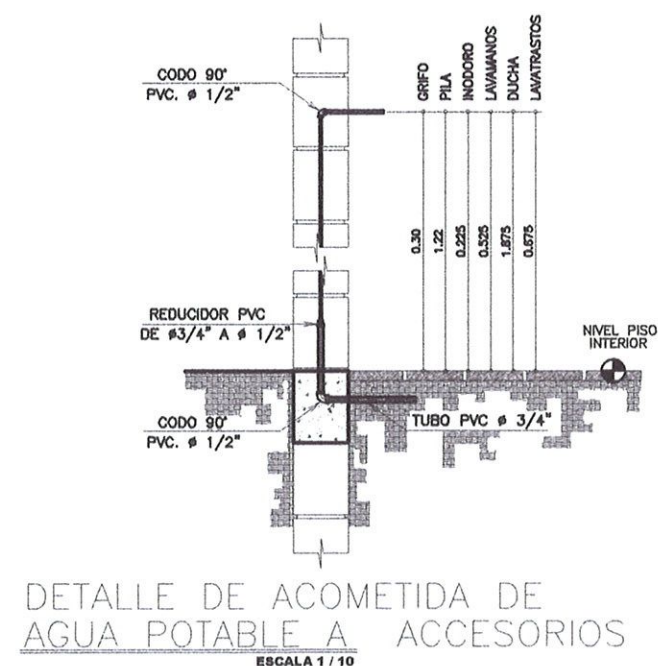 CODO 90°
PVC. ø 1/2"
GRIFO
PILA
INODORO
LAVAMANOS
DUCHA
LAVATRASTOS
0.30
1.22
0.225
0.525
1.875
0.675
REDUCIDOR PVC
DE ø3/4" A ø 1/2"
NIVEL PISO
INTERIOR
CODO 90°
PVC. ø 1/2"
TUBO PVC ø 3/4"
DETALLE DE ACOMETIDA DE
AGUA POTABLE A ACCESORIOS
ESCALA 1 / 10